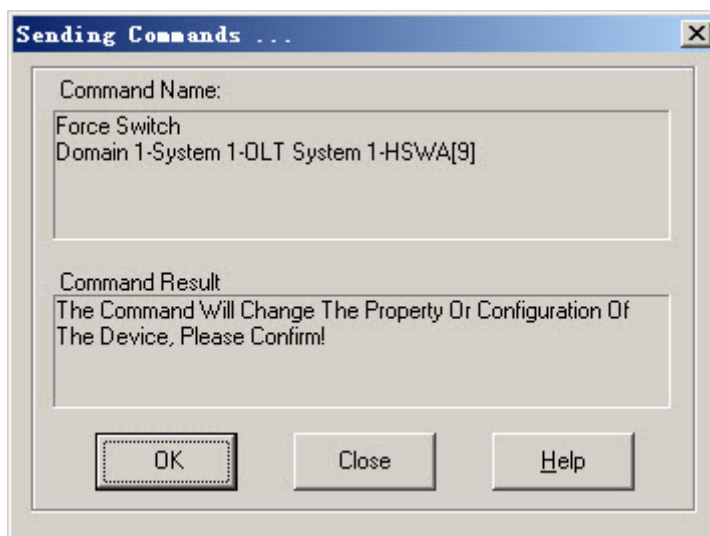 Sending Commands ...
Command Name:
Force Switch
Domain 1-System 1-OLT System 1-HSWA[9]
Command Result
The Command Will Change The Property Or Configuration Of
The Device, Please Confirm!
OK Close Help